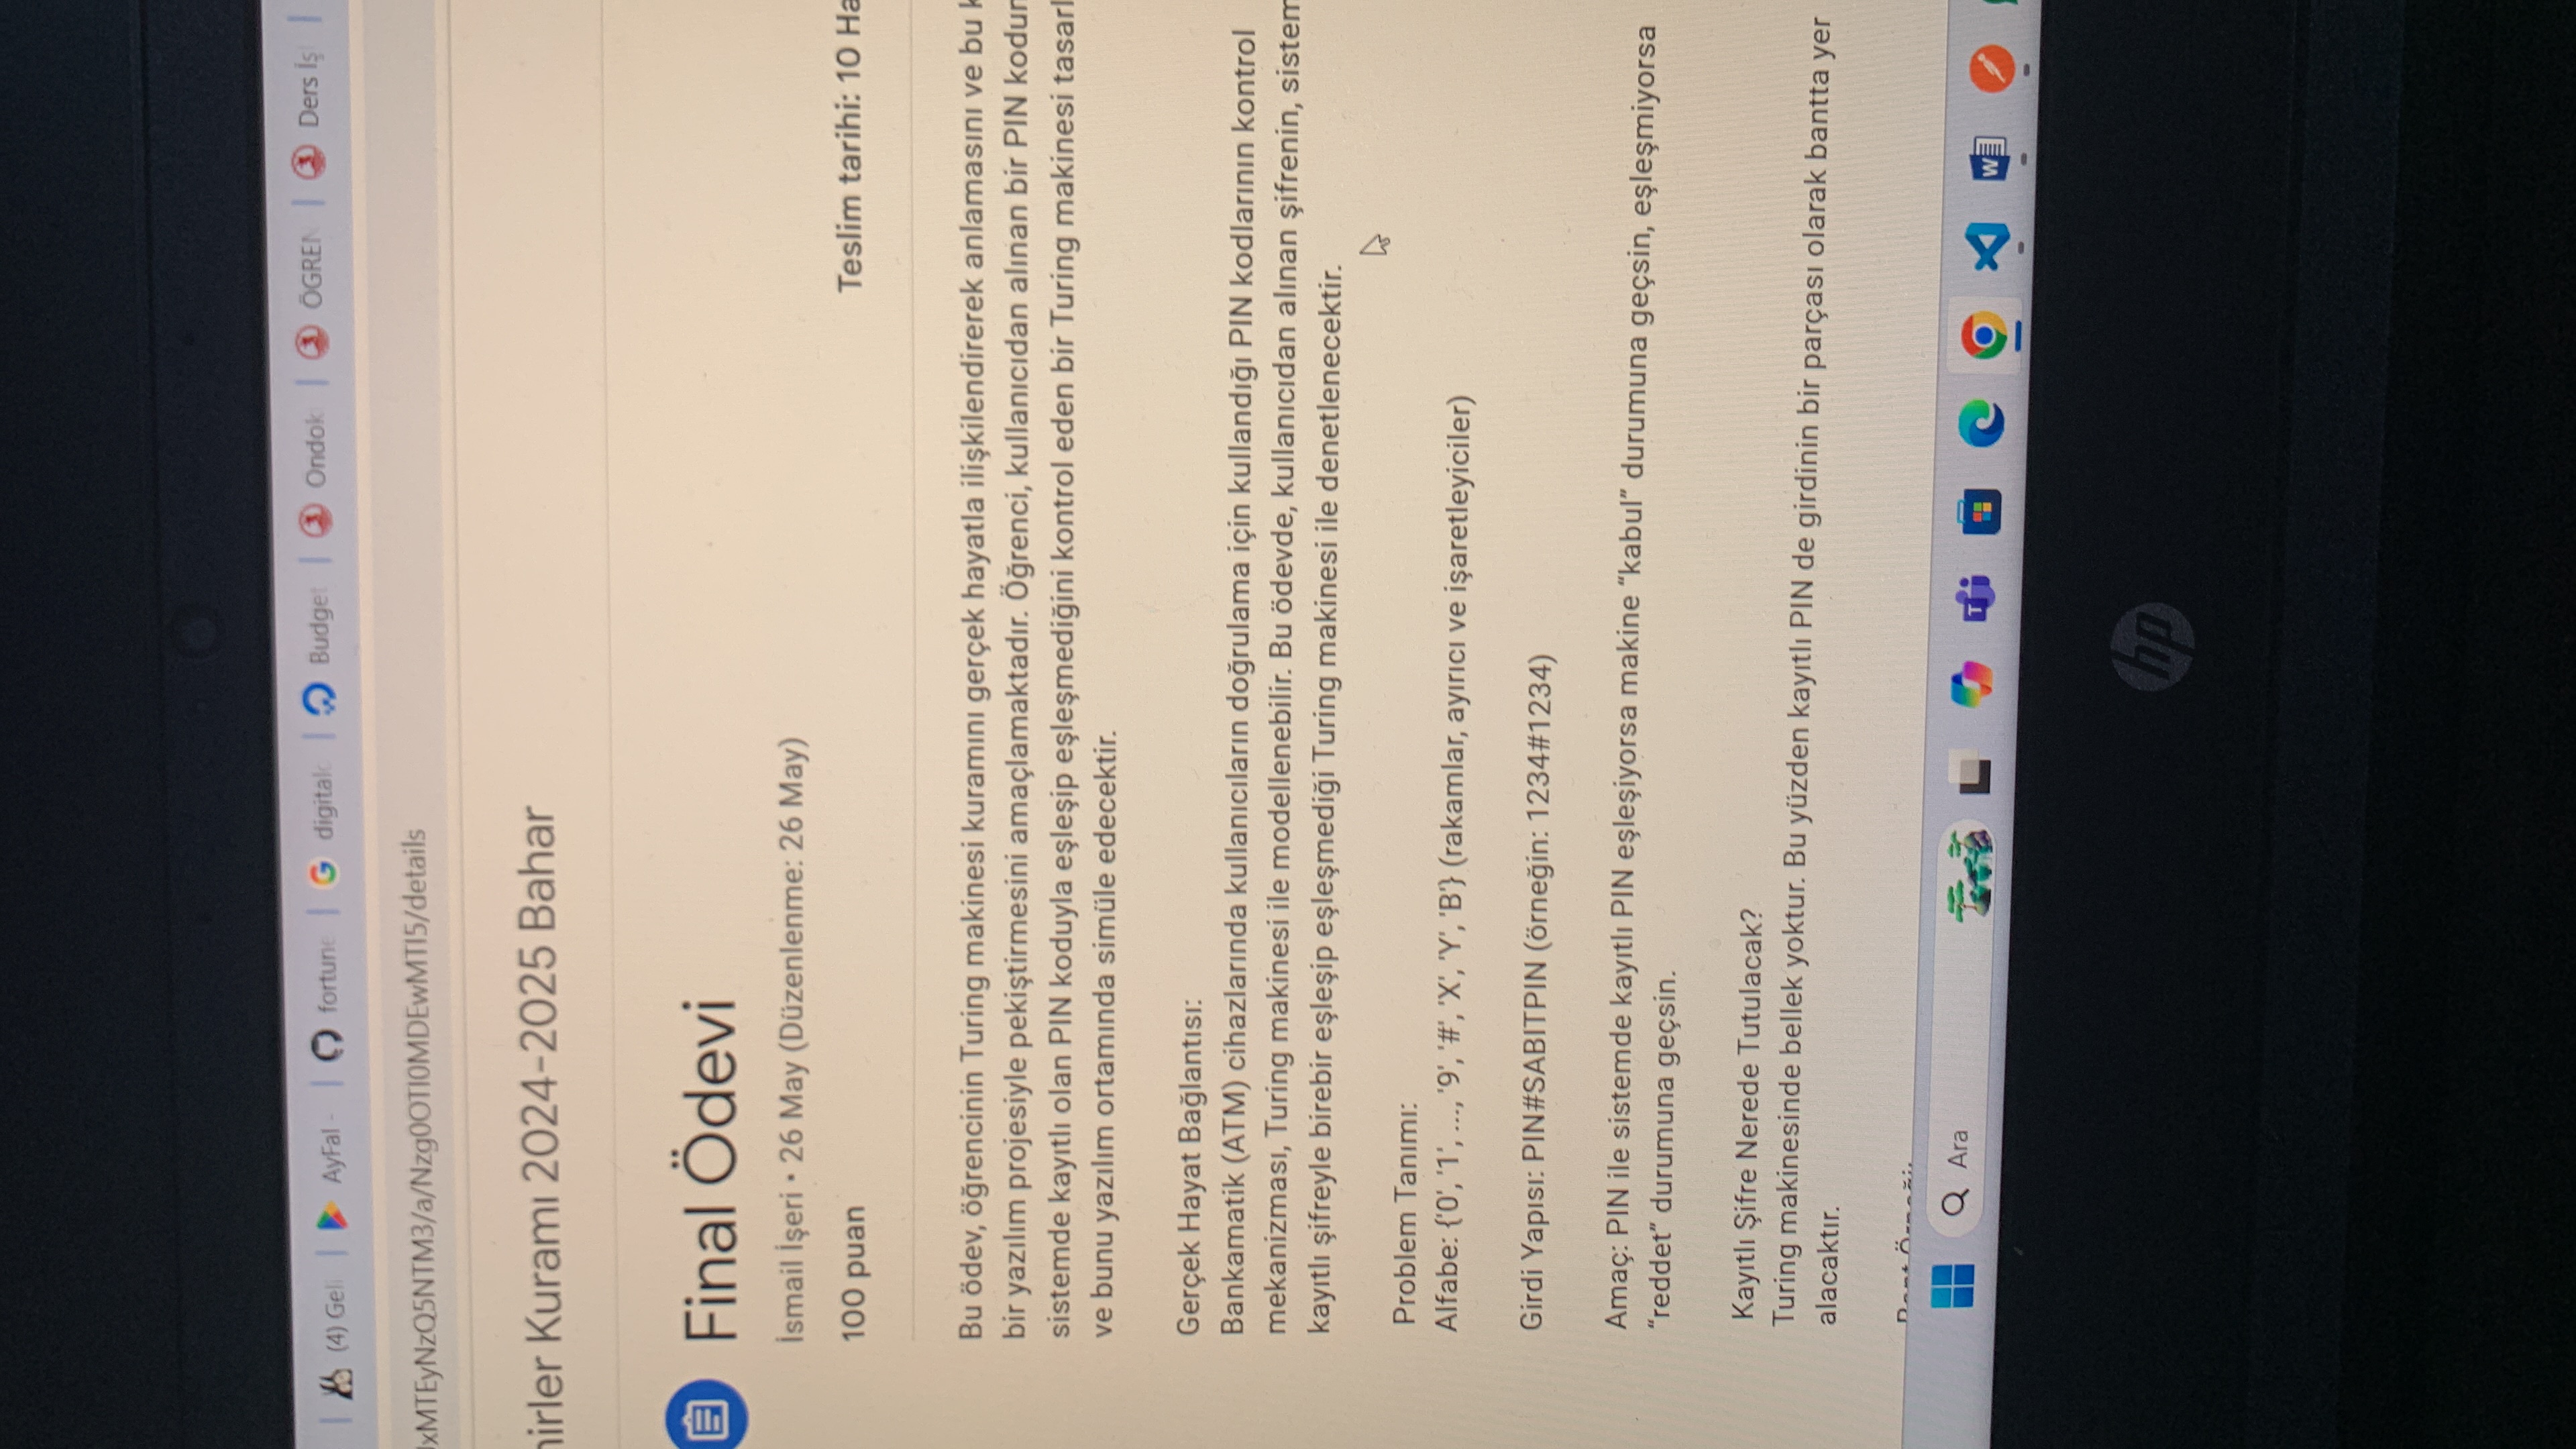 (4) Geli
AyFal -
fortune
digitalc
Budget
Ondok
ÖGREN
Ders İş
JxMTEyNzQ5NTM3/a/Nzg0OTI0MDEwMTI5/details
nirler Kuramı 2024-2025 Bahar
Final Ödevi
İsmail İşeri • 26 May (Düzenlenme: 26 May)
100 puan
Teslim tarihi: 10 Ha
Bu ödev, öğrencinin Turing makinesi kuramını gerçek hayatla ilişkilendirerek anlamasını ve bu k
bir yazılım projesiyle pekiştirmesini amaçlamaktadır. Öğrenci, kullanıcıdan alınan bir PIN kodun
sistemde kayıtlı olan PIN koduyla eşleşip eşleşmediğini kontrol eden bir Turing makinesi tasarl
ve bunu yazılım ortamında simüle edecektir.
Gerçek Hayat Bağlantısı:
Bankamatik (ATM) cihazlarında kullanıcıların doğrulama için kullandığı PIN kodlarının kontrol
mekanizması, Turing makinesi ile modellenebilir. Bu ödevde, kullanıcıdan alınan şifrenin, sistem
kayıtlı şifreyle birebir eşleşip eşleşmediği Turing makinesi ile denetlenecektir.
Problem Tanımı:
Alfabe: {'0', '1', ..., '9', '#', 'X', 'Y', 'B'} (rakamlar, ayırıcı ve işaretleyiciler)
Girdi Yapısı: PIN#SABITPIN (örneğin: 1234#1234)
Amaç: PIN ile sistemde kayıtlı PIN eşleşiyorsa makine “kabul” durumuna geçsin, eşleşmiyorsa
“reddet” durumuna geçsin.
Kayıtlı Şifre Nerede Tutulacak?
Turing makinesinde bellek yoktur. Bu yüzden kayıtlı PIN de girdinin bir parçası olarak bantta yer
alacaktır.
Ara
hp